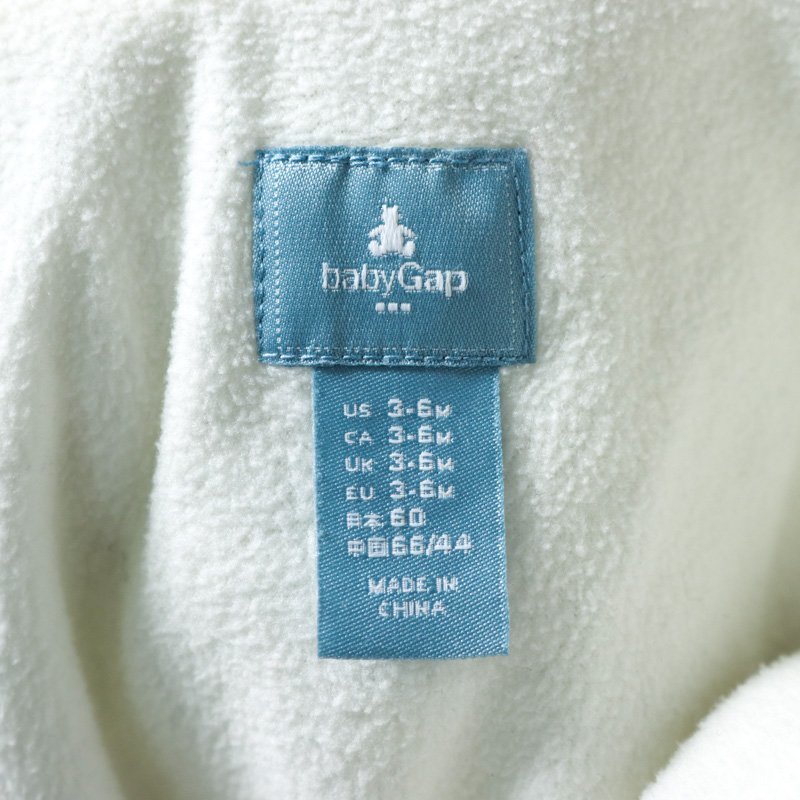 babyGap
US 3-6M
CA 3-6M
UK 3-6M
EU 3-6M
日本 60
中国 66/44
MADE IN
CHINA